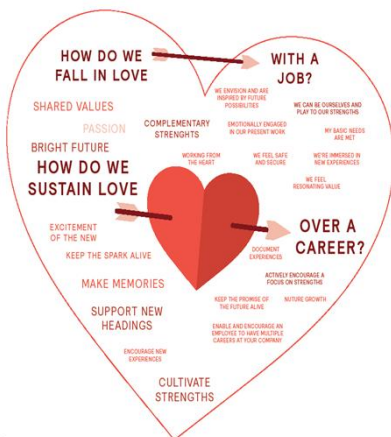 HOW DO WE
FALL IN LOVE
WITH A
JOB?
SHARED VALUES
PASSION
BRIGHT FUTURE
COMPLEMENTARY
STRENGHTS
WE ENVISION AND ARE
INSPIRED BY FUTURE
POSSIBILITIES
EMOTIONALLY ENGAGED
IN OUR PRESENT WORK
WE CAN BE OURSELVES AND
PLAY TO OUR STRENGTHS
MY BASIC NEEDS
ARE MET
WORKING FROM
THE HEART
WE FEEL SAFE
AND SECURE
WE'RE IMMERSED IN
NEW EXPERIENCES
WE FEEL
RESONATING VALUE
HOW DO WE
SUSTAIN LOVE
OVER A
CAREER?
EXCITEMENT
OF THE NEW
KEEP THE SPARK ALIVE
MAKE MEMORIES
SUPPORT NEW
HEADINGS
ENCOURAGE NEW
EXPERIENCES
CULTIVATE
STRENGTHS
DOCUMENT
EXPERIENCES
ACTIVELY ENCOURAGE A
FOCUS ON STRENGTHS
KEEP THE PROMISE OF
THE FUTURE ALIVE
NUTURE GROWTH
ENABLE AND ENCOURAGE AN
EMPLOYEE TO HAVE MULTIPLE
CAREERS AT YOUR COMPANY